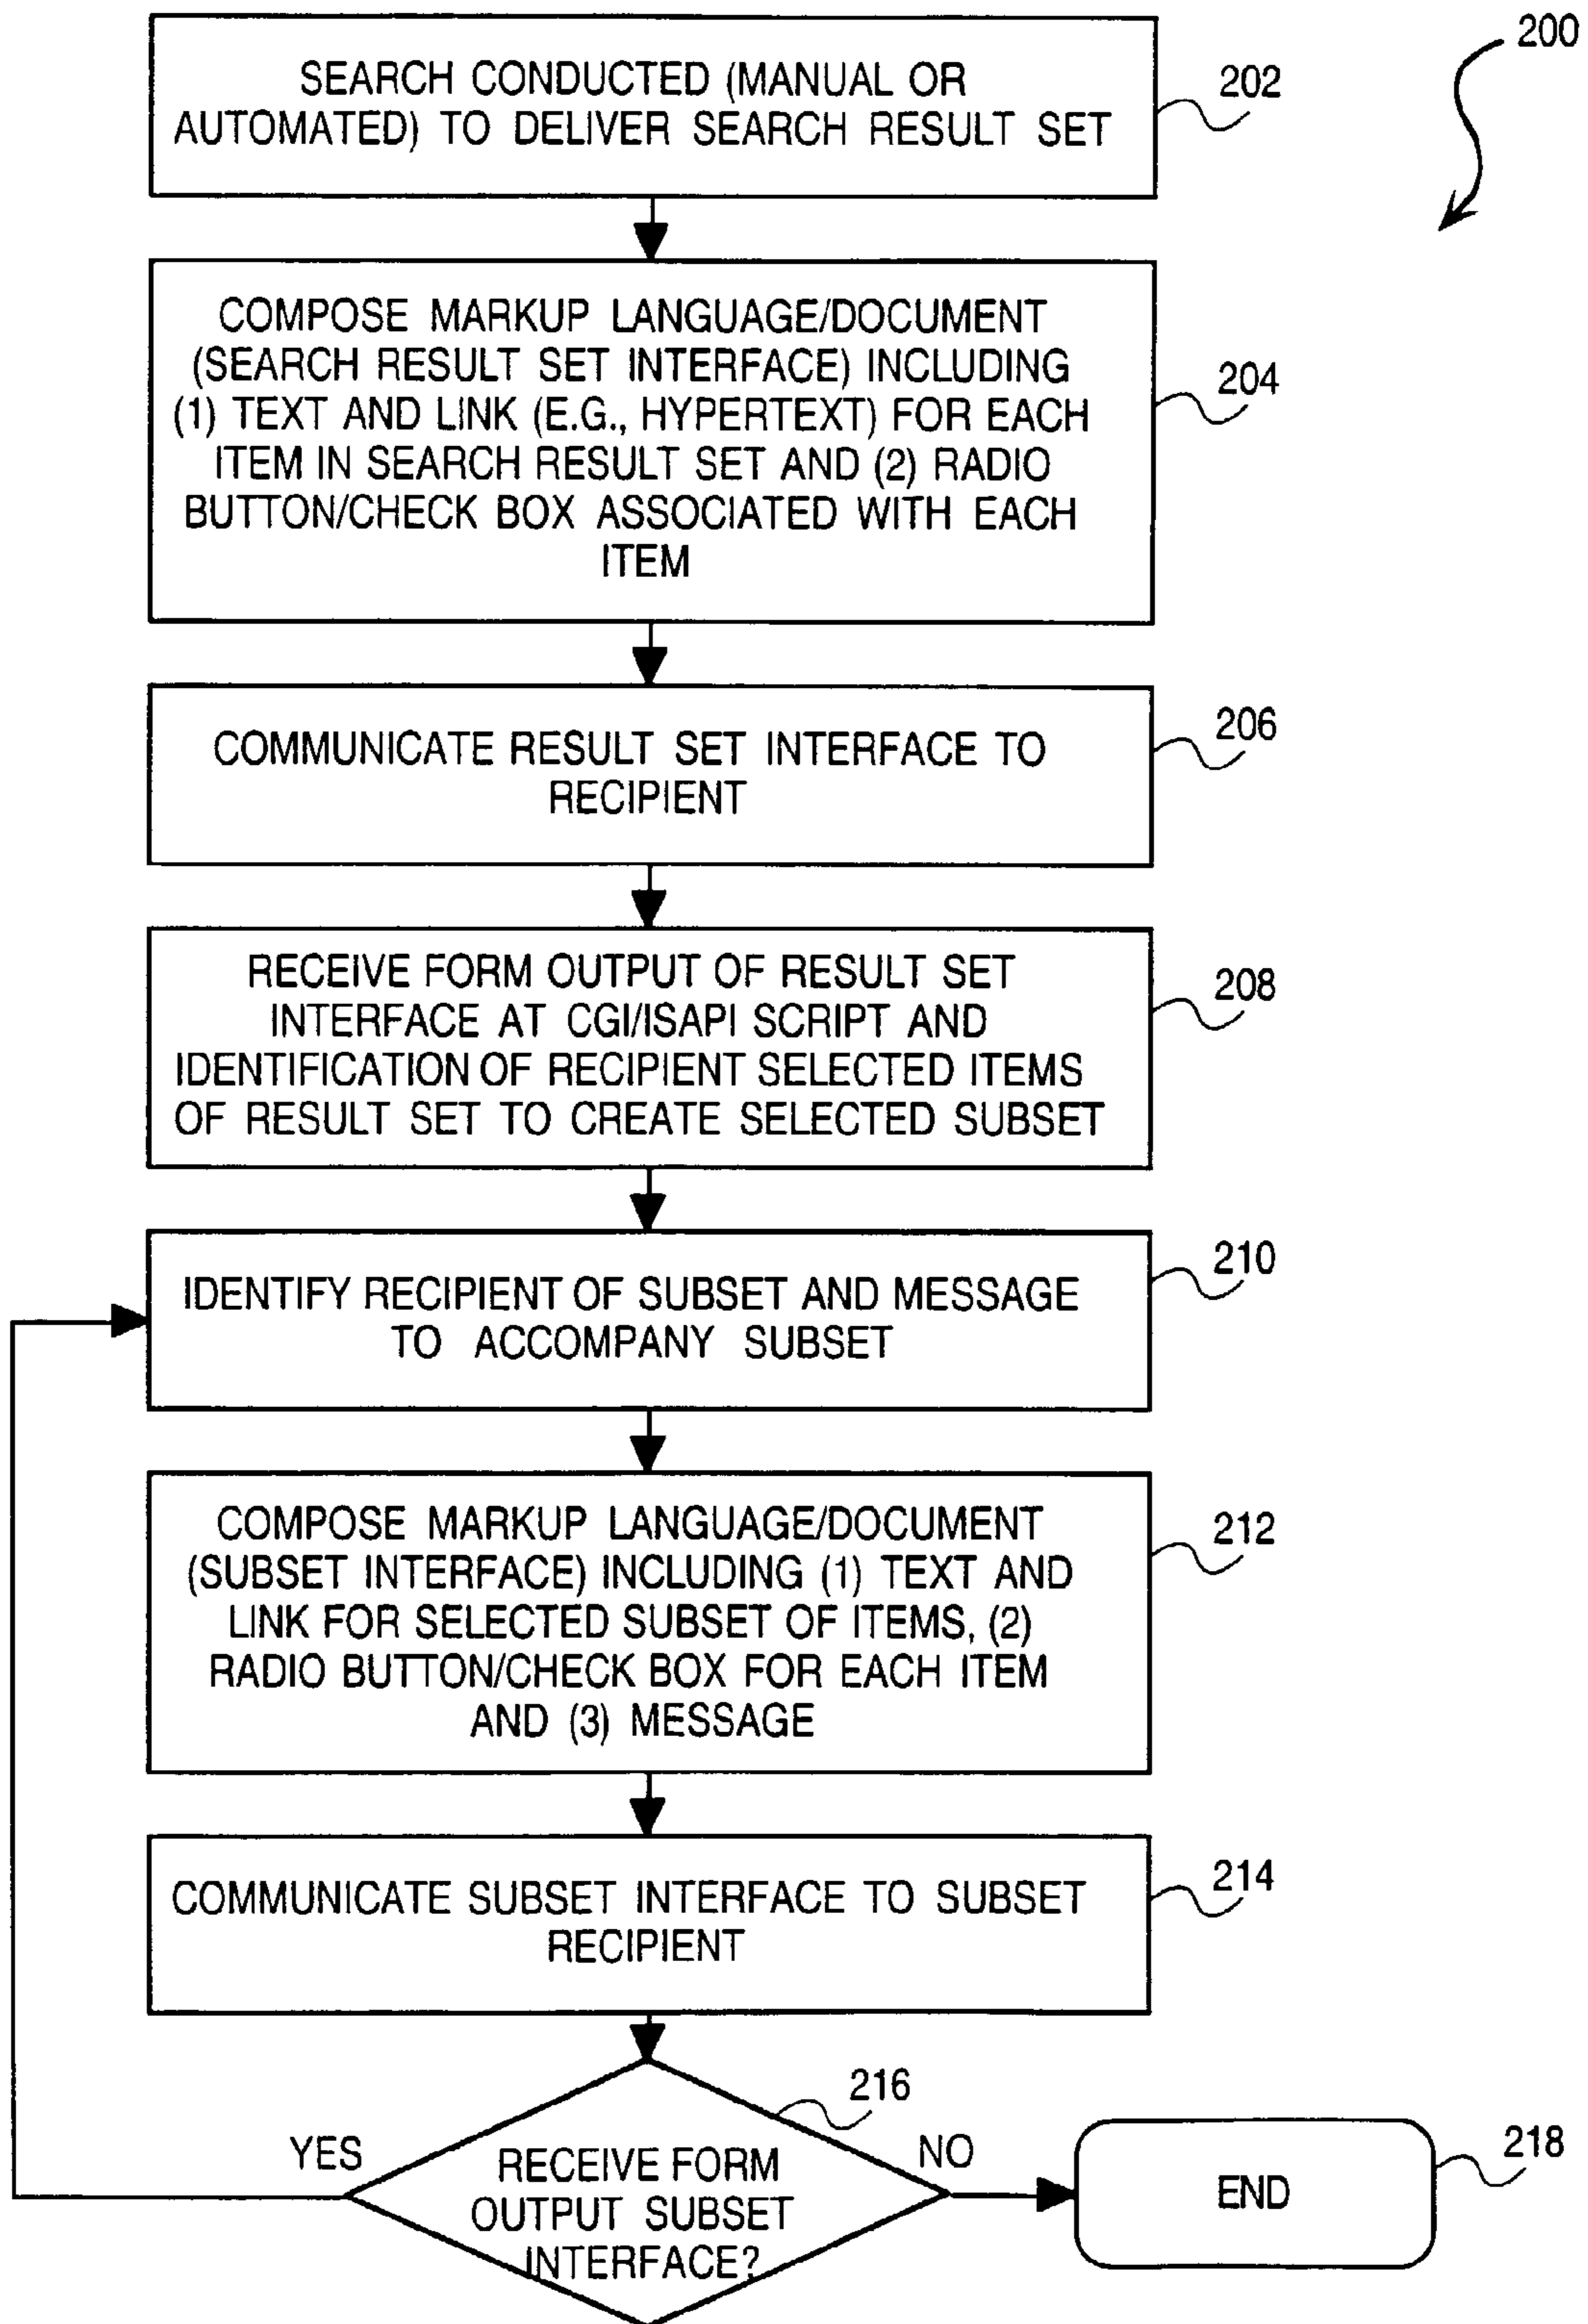 200
SEARCH CONDUCTED (MANUAL OR
AUTOMATED) TO DELIVER SEARCH RESULT SET
202
COMPOSE MARKUP LANGUAGE/DOCUMENT
(SEARCH RESULT SET INTERFACE) INCLUDING
(1) TEXT AND LINK (E.G., HYPERTEXT) FOR EACH
ITEM IN SEARCH RESULT SET AND (2) RADIO
BUTTON/CHECK BOX ASSOCIATED WITH EACH
ITEM
204
COMMUNICATE RESULT SET INTERFACE TO
RECIPIENT
206
RECEIVE FORM OUTPUT OF RESULT SET
INTERFACE AT CGI/ISAPI SCRIPT AND
IDENTIFICATION OF RECIPIENT SELECTED ITEMS
OF RESULT SET TO CREATE SELECTED SUBSET
208
IDENTIFY RECIPIENT OF SUBSET AND MESSAGE
TO ACCOMPANY SUBSET
210
COMPOSE MARKUP LANGUAGE/DOCUMENT
(SUBSET INTERFACE) INCLUDING (1) TEXT AND
LINK FOR SELECTED SUBSET OF ITEMS, (2)
RADIO BUTTON/CHECK BOX FOR EACH ITEM
AND (3) MESSAGE
212
COMMUNICATE SUBSET INTERFACE TO SUBSET
RECIPIENT
214
216
YES
RECEIVE FORM
OUTPUT SUBSET
INTERFACE?
NO
END
218